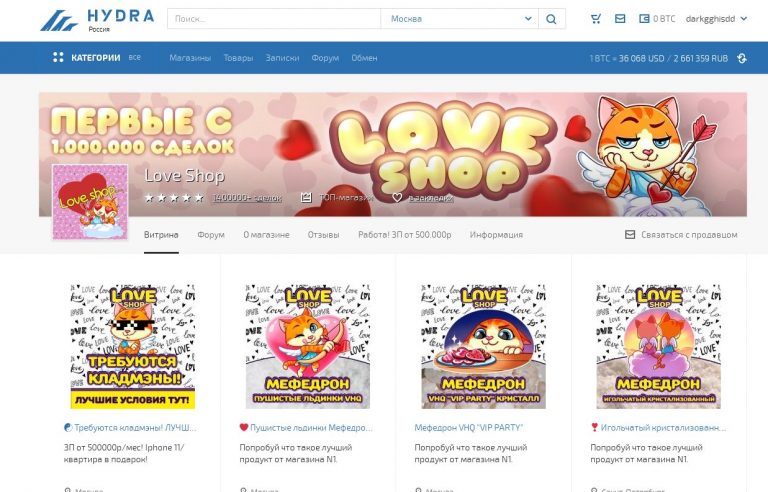 HYDRA
Россия
Поиск...
Москва
0 BTC
darkgghisdd
КАТЕГОРИИ все
Магазины Товары Записки Форум Обмен
1 BTC = 36 068 USD / 2 661 359 RUB
ПЕРВЫЕ С
1.000.000 СДЕЛОК
LOVE
SHOP
Love shop
Love Shop
1400000+ сделок
ТОП-магазин
в закладки
Витрина Форум О магазине Отзывы Работа! ЗП от 500.000р Информация
Связаться с продавцом
LOVE
SHOP
ТРЕБУЮТСЯ
КЛАДМЭНЫ!
ЛУЧШИЕ УСЛОВИЯ ТУТ!
LOVE
SHOP
МЕФЕДРОН
ПУШИСТЫЕ ЛЬДИНКИ VHQ
LOVE
SHOP
МЕФЕДРОН
VHQ "VIP PARTY" КРИСТАЛЛ
LOVE
SHOP
МЕФЕДРОН
ИГОЛЬЧАТЫЙ КРИСТАЛИЗОВАННЫЙ
Требуются кладмэны! ЛУЧШ...
Пушистые льдинки Мефедро...
Мефедрон VHQ "VIP PARTY"
Игольчатый кристализованн...
ЗП от 500000р/мес! Iphone 11/
квартира в подарок!
Попробуй что такое лучший
продукт от магазина N1.
Попробуй что такое лучший
продукт от магазина N1.
Попробуй что такое лучший
продукт от магазина N1.
Москва
Москва
Москва
Санкт-Петербург